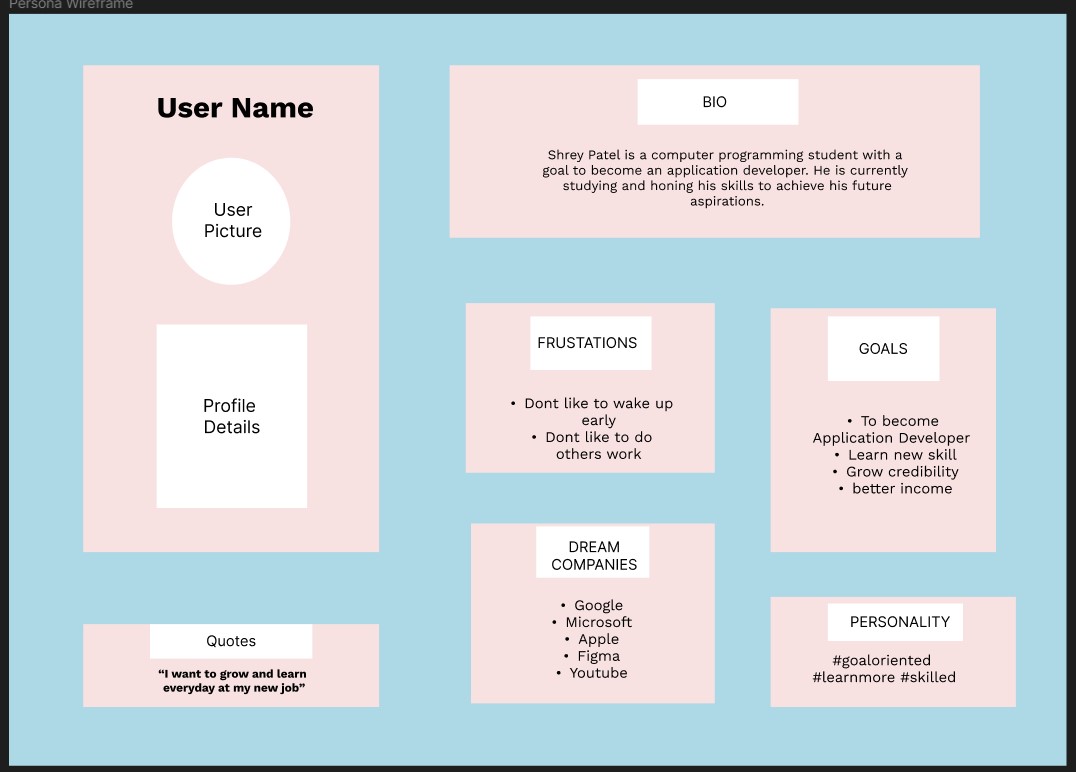 Persona Wireframe
User Name
User
Picture
Profile
Details
Quotes
“I want to grow and learn
everyday at my new job”
BIO
Shrey Patel is a computer programming student with a
goal to become an application developer. He is currently
studying and honing his skills to achieve his future
aspirations.
FRUSTATIONS
• Dont like to wake up
early
• Dont like to do
others work
GOALS
• To become
Application Developer
• Learn new skill
• Grow credibility
• better income
DREAM
COMPANIES
• Google
• Microsoft
• Apple
• Figma
• Youtube
PERSONALITY
#goaloriented
#learnmore #skilled